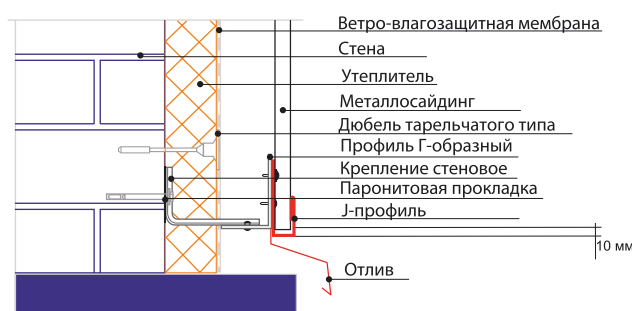 Ветро-влагозащитная мембрана
Стена
Утеплитель
Металлосайдинг
Дюбель тарельчатого типа
Профиль Г-образный
Крепление стеновое
Паронитовая прокладка
J-профиль
10 мм
Отлив